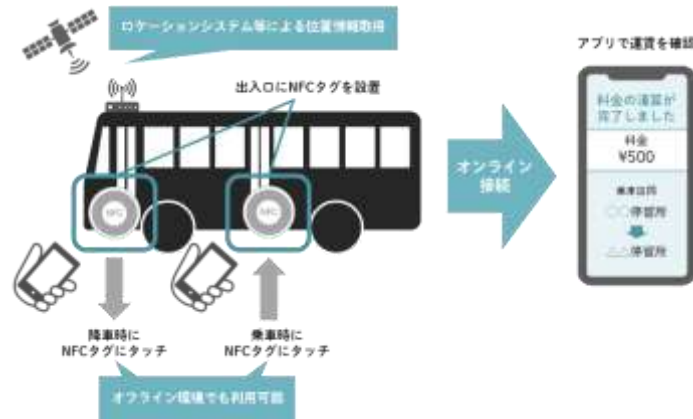 ロケーションシステム等による位置情報取得
出入口にNFCタグを設置
アプリで運賃を確認
料金の運賃が
完了しました
料金
¥500
乗車区間
○○停留所
△△停留所
オンライン
接続
NFC
NFC
降車時に
NFCタグにタッチ
乗車時に
NFCタグにタッチ
オフライン環境でも利用可能